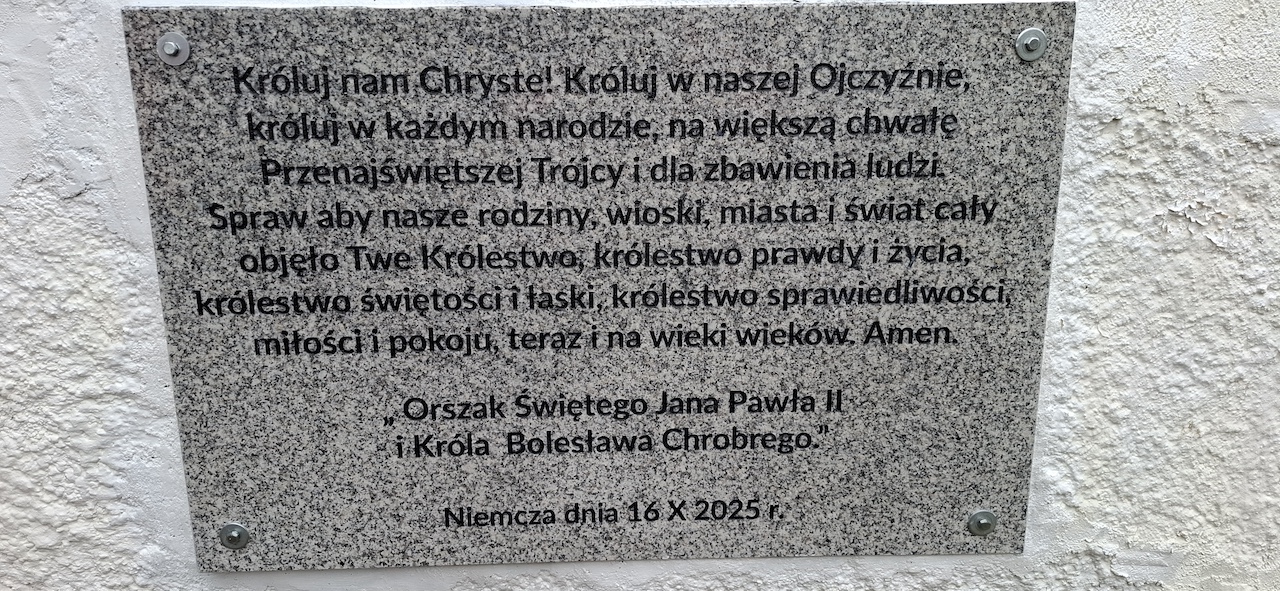 Króluj nam Chryste! Króluj w naszej Ojczyźnie,
króluj w każdym narodzie, na większą chwałę
Przenajświętszej Trójcy i dla zbawienia ludzi.
Spraw aby nasze rodziny, wioski, miasta i świat cały
objęło Twe Królestwo, królestwo prawdy i życia,
królestwo świętości i łaski, królestwo sprawiedliwości,
miłości i pokoju, teraz i na wieki wieków. Amen.
„ Orszak Świętego Jana Pawła II
i Króla Bolesława Chrobrego."
Niemcza dnia 16 X 2025 r.